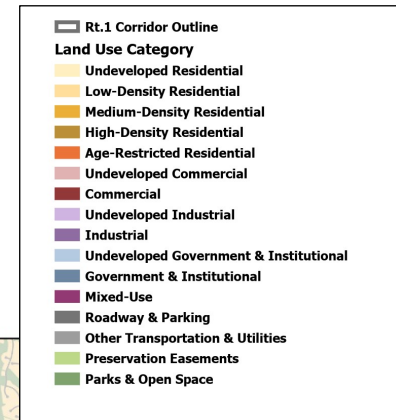 Rt.1 Corridor Outline
Land Use Category
Undeveloped Residential
Low-Density Residential
Medium-Density Residential
High-Density Residential
Age-Restricted Residential
Undeveloped Commercial
Commercial
Undeveloped Industrial
Industrial
Undeveloped Government & Institutional
Government & Institutional
Mixed-Use
Roadway & Parking
Other Transportation & Utilities
Preservation Easements
Parks & Open Space